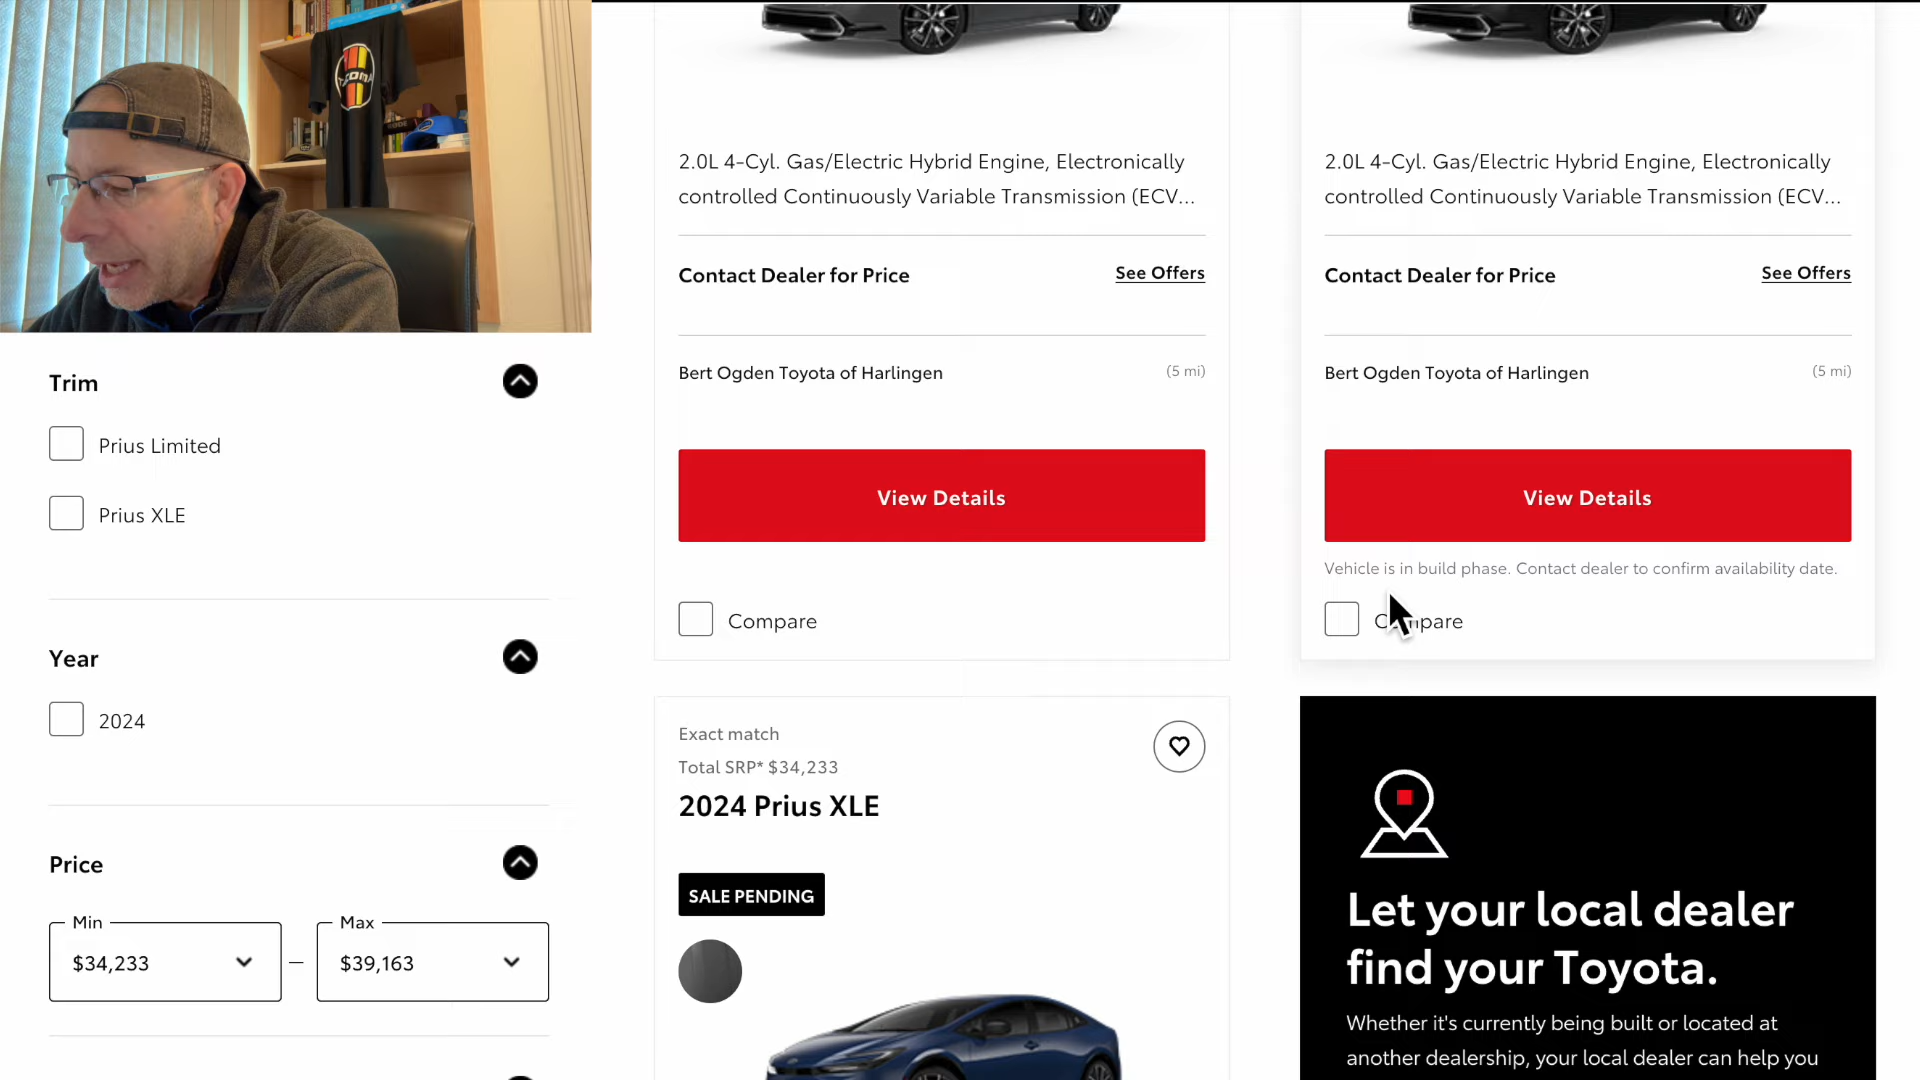 2.0L 4-Cyl. Gas/Electric Hybrid Engine, Electronically
controlled Continuously Variable Transmission (ECV...
Contact Dealer for Price
See Offers
Bert Ogden Toyota of Harlingen
(5 mi)
View Details
Compare
2.0L 4-Cyl. Gas/Electric Hybrid Engine, Electronically
controlled Continuously Variable Transmission (ECV...
Contact Dealer for Price
See Offers
Bert Ogden Toyota of Harlingen
(5 mi)
View Details
Vehicle is in build phase. Contact dealer to confirm availability date.
Compare
Trim
Prius Limited
Prius XLE
Year
2024
Price
Min
$34,233
Max
$39,163
Exact match
Total SRP* $34,233
2024 Prius XLE
SALE PENDING
Let your local dealer
find your Toyota.
Whether it's currently being built or located at
another dealership, your local dealer can help you